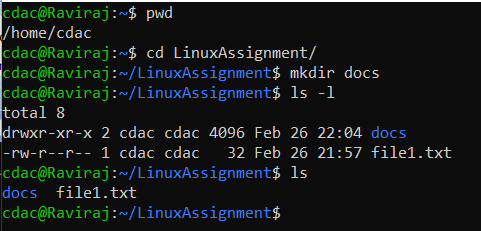 cdac@Raviraj:~$ pwd
/home/cdac
cdac@Raviraj:~$ cd LinuxAssignment/
cdac@Raviraj:~/LinuxAssignment$ mkdir docs
cdac@Raviraj:~/LinuxAssignment$ ls -l
total 8
drwxr-xr-x 2 cdac cdac 4096 Feb 26 22:04 docs
-rw-r--r-- 1 cdac cdac   32 Feb 26 21:57 file1.txt
cdac@Raviraj:~/LinuxAssignment$ ls
docs  file1.txt
cdac@Raviraj:~/LinuxAssignment$